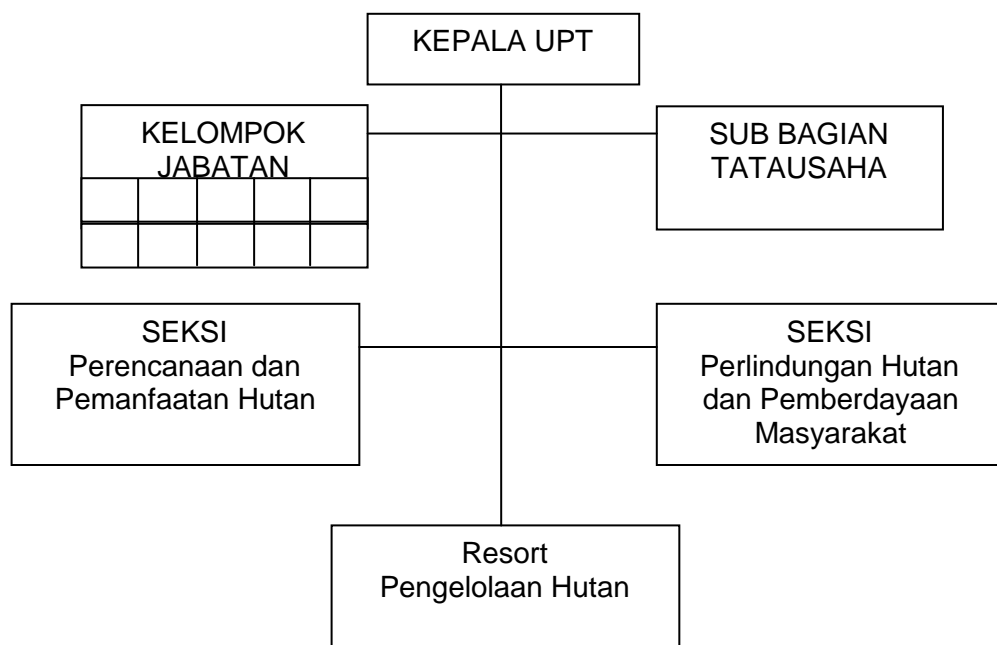 KEPALA UPT
KELOMPOK
JABATAN
SUB BAGIAN
TATAUSAHA
SEKSI
Perencanaan dan
Pemanfaatan Hutan
SEKSI
Perlindungan Hutan
dan Pemberdayaan
Masyarakat
Resort
Pengelolaan Hutan